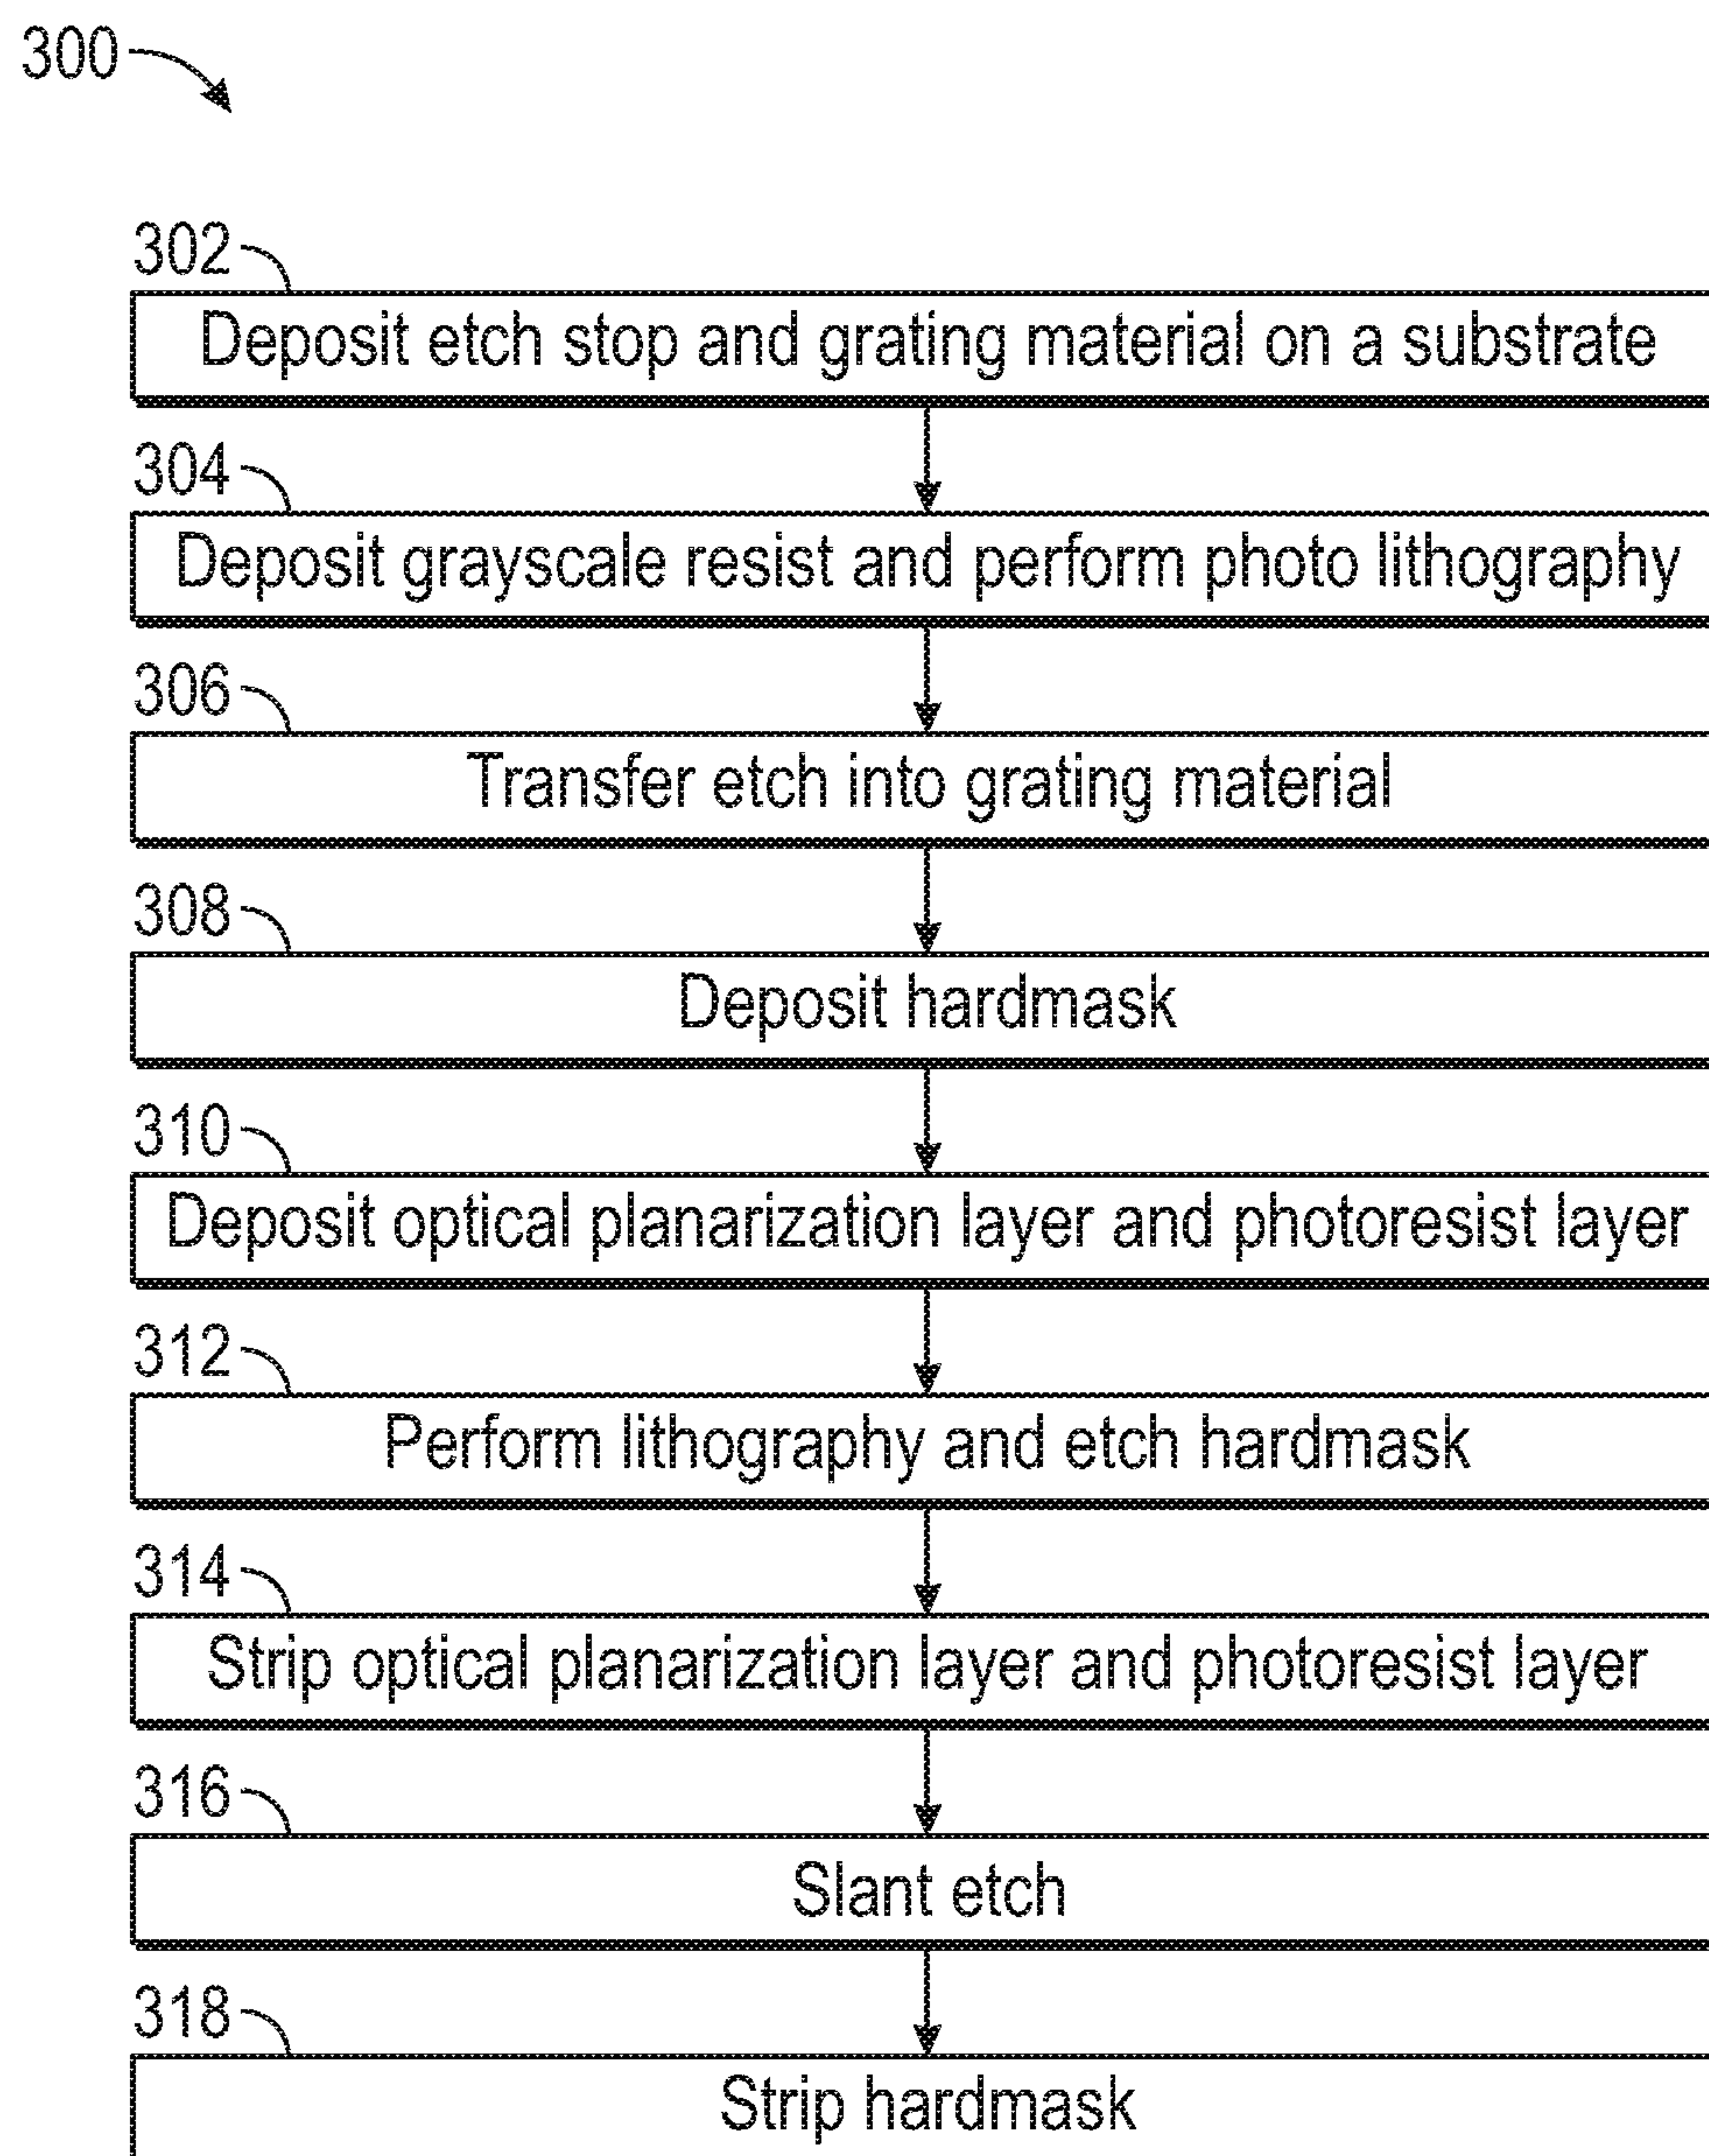 300
302
Deposit etch stop and grating material on a substrate
304
Deposit grayscale resist and perform photo lithography
306
Transfer etch into grating material
308
Deposit hardmask
310
Deposit optical planarization layer and photoresist layer
312
Perform lithography and etch hardmask
314
Strip optical planarization layer and photoresist layer
316
Slant etch
318
Strip hardmask